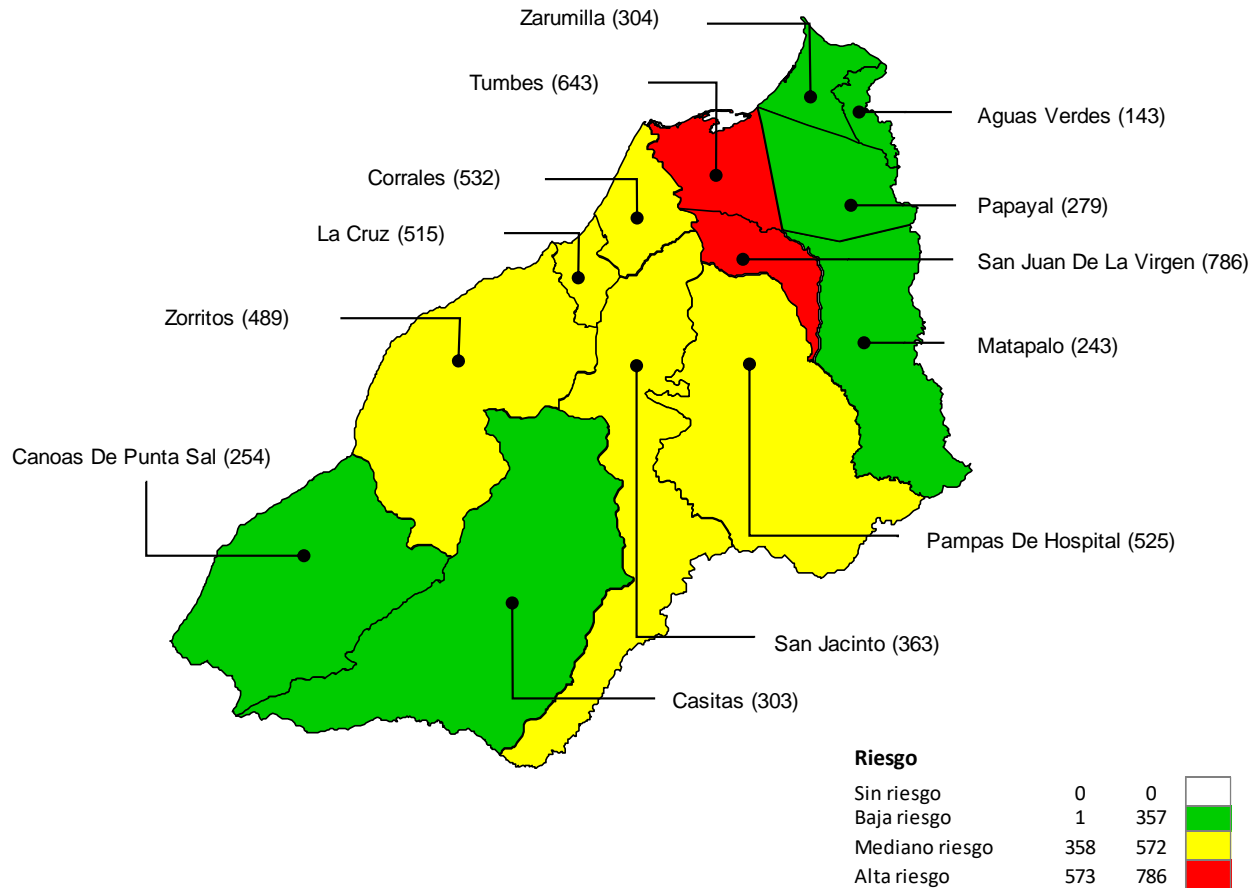 Zarumilla (304)
Tumbes (643)
Aguas Verdes (143)
Corrales (532)
Papayal (279)
La Cruz (515)
San Juan De La Virgen (786)
Zorritos (489)
Matapalo (243)
Canoas De Punta Sal (254)
Pampas De Hospital (525)
San Jacinto (363)
Casitas (303)
Riesgo
Sin riesgo 0 0
Baja riesgo 1 357
Mediano riesgo 358 572
Alta riesgo 573 786